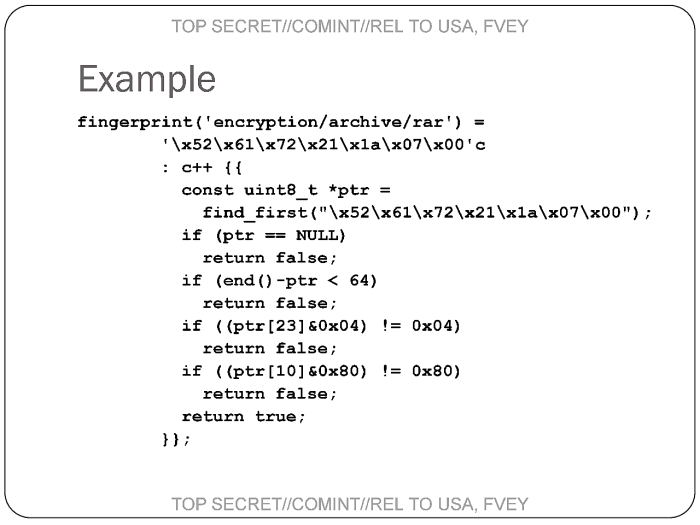 TOP SECRET//COMINT//REL TO USA, FVEY
Example
fingerprint('encryption/archive/rar') =
'\x52\x61\x72\x21\x1a\x07\x00'c
: c++ {{
const uint8_t *ptr =
find_first("\x52\x61\x72\x21\x1a\x07\x00");
if (ptr == NULL)
return false;
if (end()-ptr < 64)
return false;
if ((ptr[23]&0x04) != 0x04)
return false;
if ((ptr[10]&0x80) != 0x80)
return false;
return true;
}};
TOP SECRET//COMINT//REL TO USA, FVEY